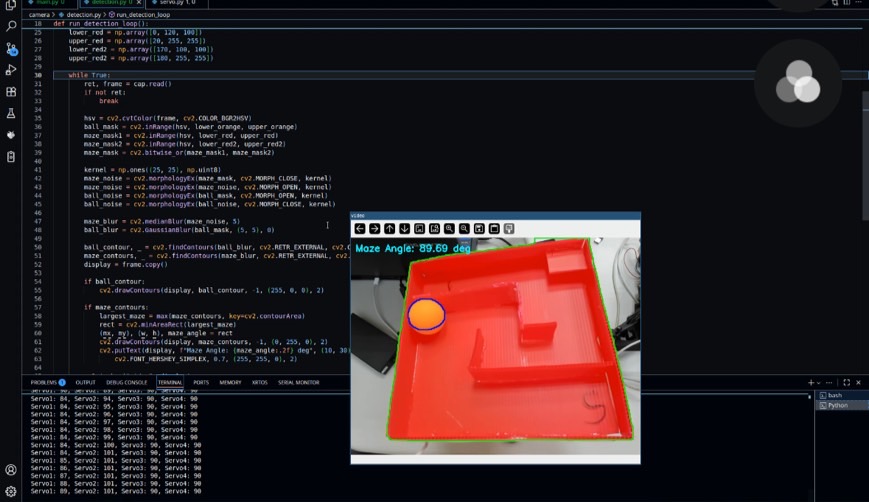 main.py 0
detection.py 6
servo.py 1, 0
camera > detection.py > run_detection_loop
18 def run_detection_loop():
25 lower_red = np.array([0, 120, 100])
26 upper_red = np.array([20, 255, 255])
27 lower_red2 = np.array([170, 100, 100])
28 upper_red2 = np.array([180, 255, 255])
29
30 while True:
31 ret, frame = cap.read()
32 if not ret:
33 break
34
35 hsv = cv2.cvtColor(frame, cv2.COLOR_BGR2HSV)
36 ball_mask = cv2.inRange(hsv, lower_orange, upper_orange)
37 maze_mask1 = cv2.inRange(hsv, lower_red, upper_red)
38 maze_mask2 = cv2.inRange(hsv, lower_red2, upper_red2)
39 maze_mask = cv2.bitwise_or(maze_mask1, maze_mask2)
40
41 kernel = np.ones((25, 25), np.uint8)
42 maze_noise = cv2.morphologyEx(maze_mask, cv2.MORPH_CLOSE, kernel)
43 maze_noise = cv2.morphologyEx(maze_noise, cv2.MORPH_OPEN, kernel)
44 ball_noise = cv2.morphologyEx(ball_mask, cv2.MORPH_OPEN, kernel)
45 ball_noise = cv2.morphologyEx(ball_mask, cv2.MORPH_CLOSE, kernel)
46
47 maze_blur = cv2.medianBlur(maze_noise, 5)
48 ball_blur = cv2.GaussianBlur(ball_mask, (5, 5), 0)
50 ball_contour, _ = cv2.findContours(ball_blur, cv2.RETR_EXTERNAL, cv2.C
51 maze_contours, _ = cv2.findContours(maze_blur, cv2.RETR_EXTERNAL, cv2.
52 display = frame.copy()
54 if ball_contour:
55 cv2.drawContours(display, ball_contour, -1, (255, 0, 0), 2)
57 if maze_contours:
58 largest_maze = max(maze_contours, key=cv2.contourArea)
59 rect = cv2.minAreaRect(largest_maze)
60 (mx, my), (w, h), maze_angle = rect
61 cv2.drawContours(display, maze_contours, -1, (0, 255, 0), 2)
62 cv2.putText(display, f"Maze Angle: {maze_angle:.2f} deg", (10, 30)
63 cv2.FONT_HERSHEY_SIMPLEX, 0.7, (255, 255, 0), 2)
video
Maze Angle: 89.69 deg
PROBLEMS OUTPUT DEBUG CONSOLE TERMINAL PORTS MEMORY XRTOS SERIAL MONITOR
bash
Python
Servo1: 84, Servo2: 94, Servo3: 90, Servo4: 90
Servo1: 84, Servo2: 95, Servo3: 90, Servo4: 90
Servo1: 84, Servo2: 96, Servo3: 90, Servo4: 90
Servo1: 84, Servo2: 97, Servo3: 90, Servo4: 90
Servo1: 84, Servo2: 98, Servo3: 90, Servo4: 90
Servo1: 84, Servo2: 99, Servo3: 90, Servo4: 90
Servo1: 84, Servo2: 100, Servo3: 90, Servo4: 90
Servo1: 84, Servo2: 101, Servo3: 90, Servo4: 90
Servo1: 85, Servo2: 101, Servo3: 90, Servo4: 90
Servo1: 86, Servo2: 101, Servo3: 90, Servo4: 90
Servo1: 87, Servo2: 101, Servo3: 90, Servo4: 90
Servo1: 88, Servo2: 101, Servo3: 90, Servo4: 90
Servo1: 89, Servo2: 101, Servo3: 90, Servo4: 90